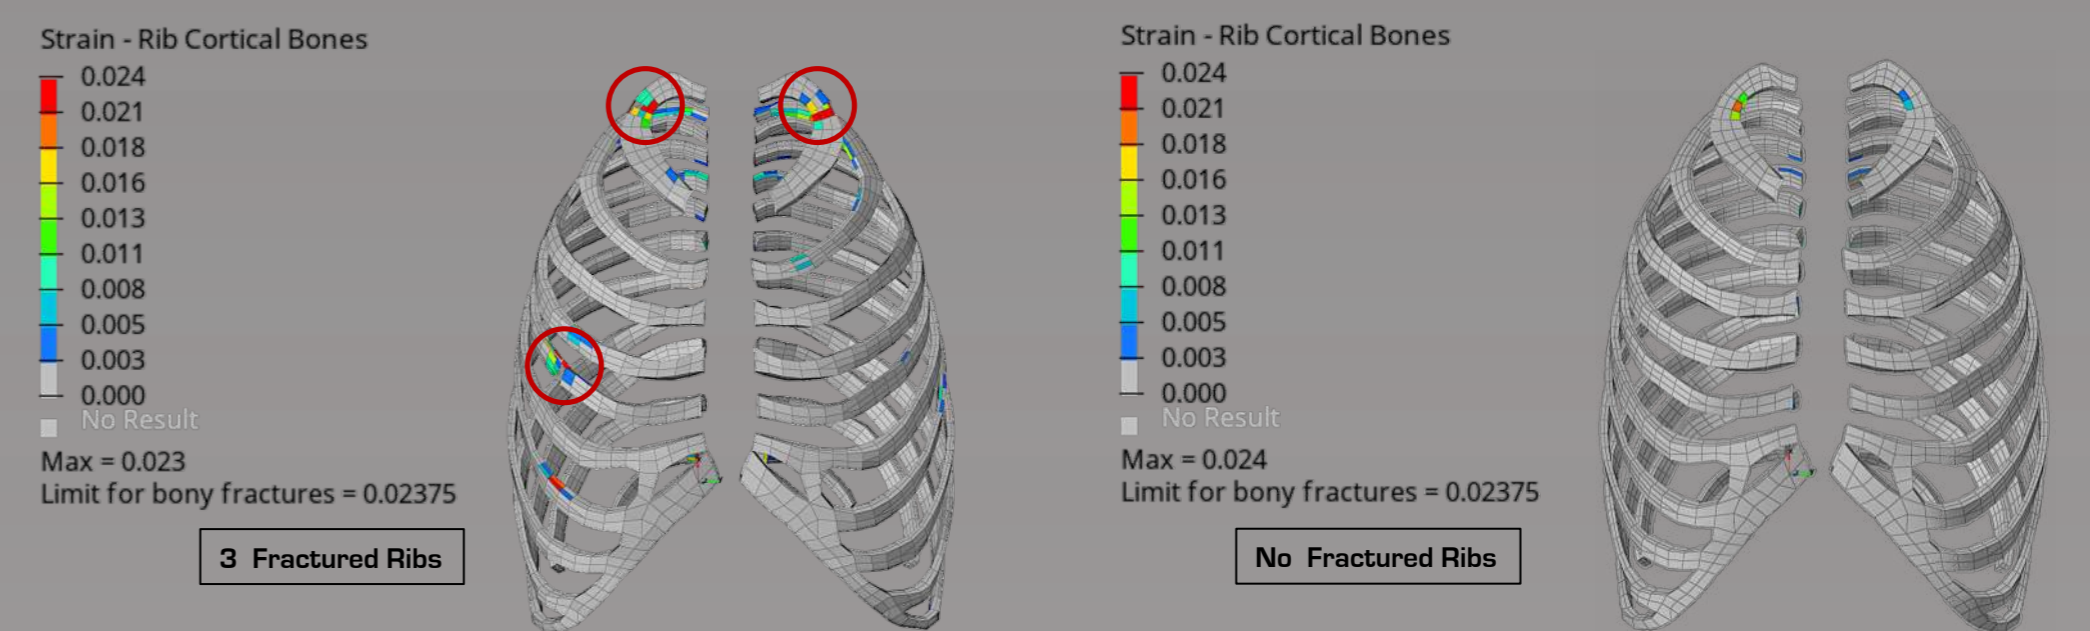 Strain - Rib Cortical Bones
0.024
0.021
0.018
0.016
0.013
0.011
0.008
0.005
0.003
0.000
No Result
Max = 0.023
Limit for bony fractures = 0.02375
3 Fractured Ribs
Strain - Rib Cortical Bones
0.024
0.021
0.018
0.016
0.013
0.011
0.008
0.005
0.003
0.000
No Result
Max = 0.024
Limit for bony fractures = 0.02375
No Fractured Ribs